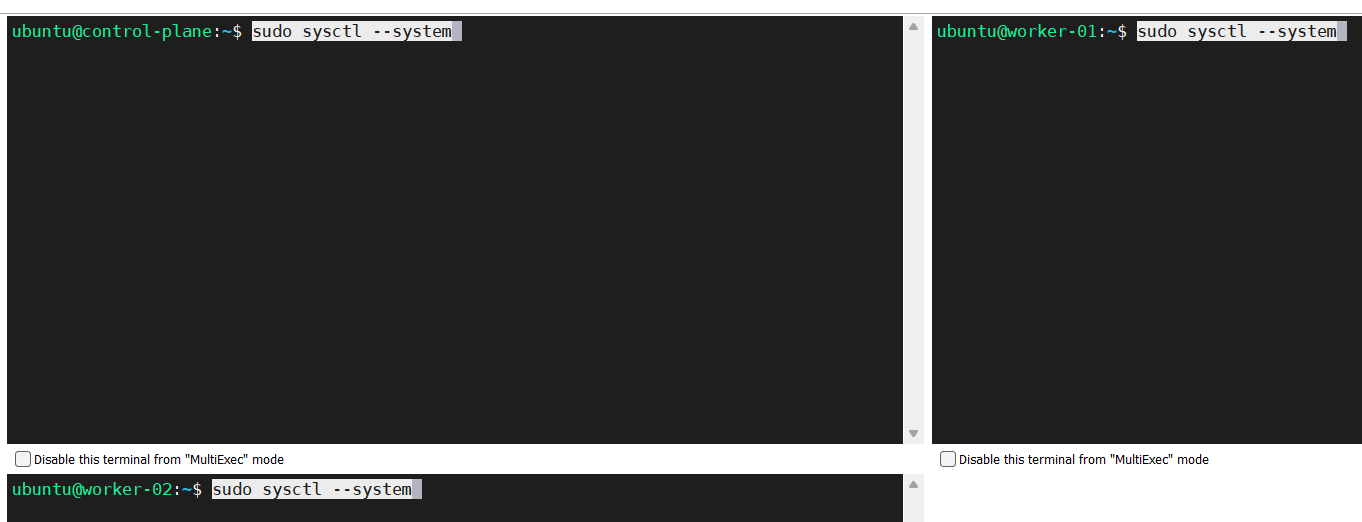 ubuntu@control-plane:~$ sudo sysctl --system
ubuntu@worker-01:~$ sudo sysctl --system
Disable this terminal from "MultiExec" mode
Disable this terminal from "MultiExec" mode
ubuntu@worker-02:~$ sudo sysctl --system